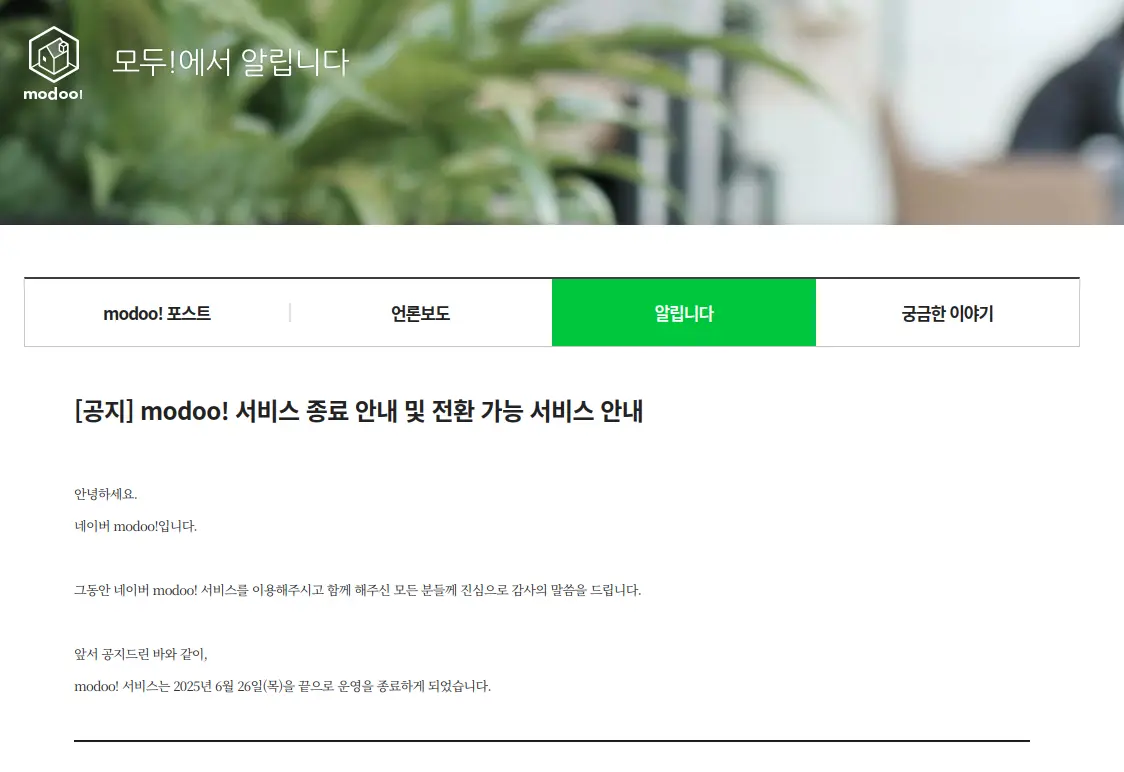 modoo!
모두!에서 알립니다
modoo! 포스트
언론보도
알립니다
궁금한 이야기
[공지] modoo! 서비스 종료 안내 및 전환 가능 서비스 안내
안녕하세요.
네이버 modoo!입니다.
그동안 네이버 modoo! 서비스를 이용해주시고 함께 해주신 모든 분들께 진심으로 감사의 말씀을 드립니다.
앞서 공지드린 바와 같이,
modoo! 서비스는 2025년 6월 26일(목)을 끝으로 운영을 종료하게 되었습니다.